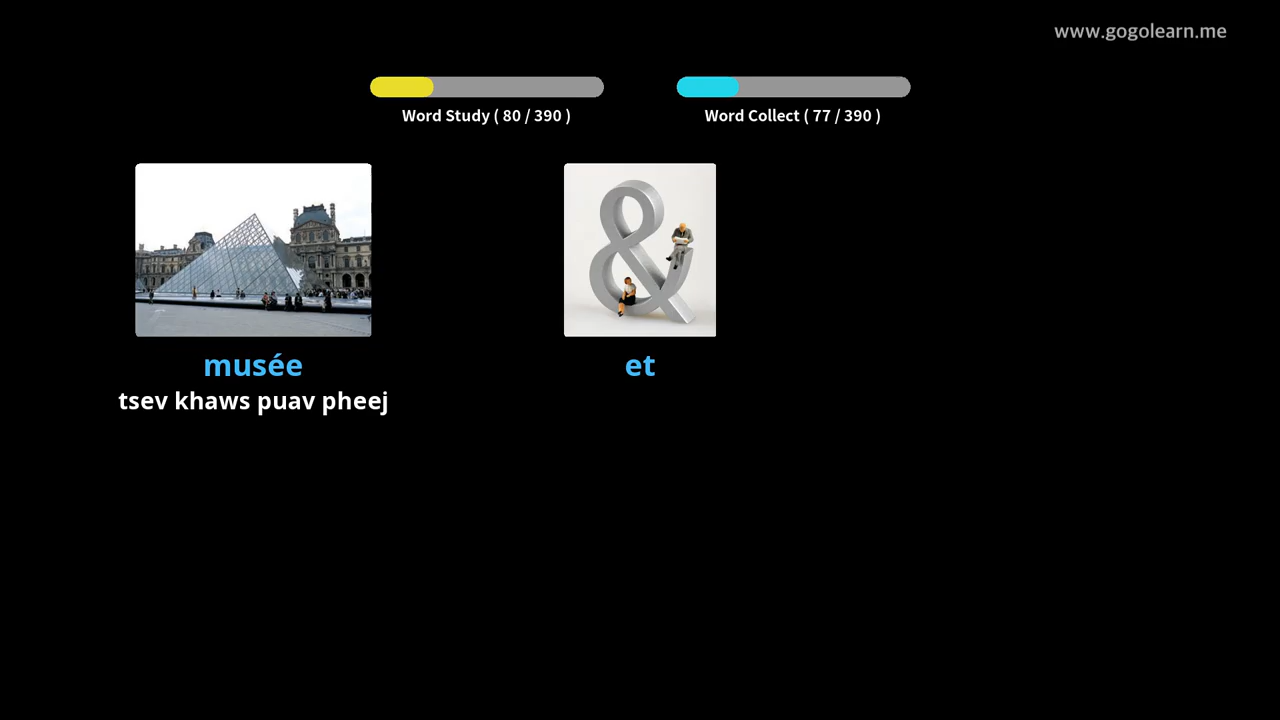 www.gogolearn.me
Word Study ( 80 / 390 )
Word Collect ( 77 / 390 )
&
musée
et
tsev khaws puav pheej